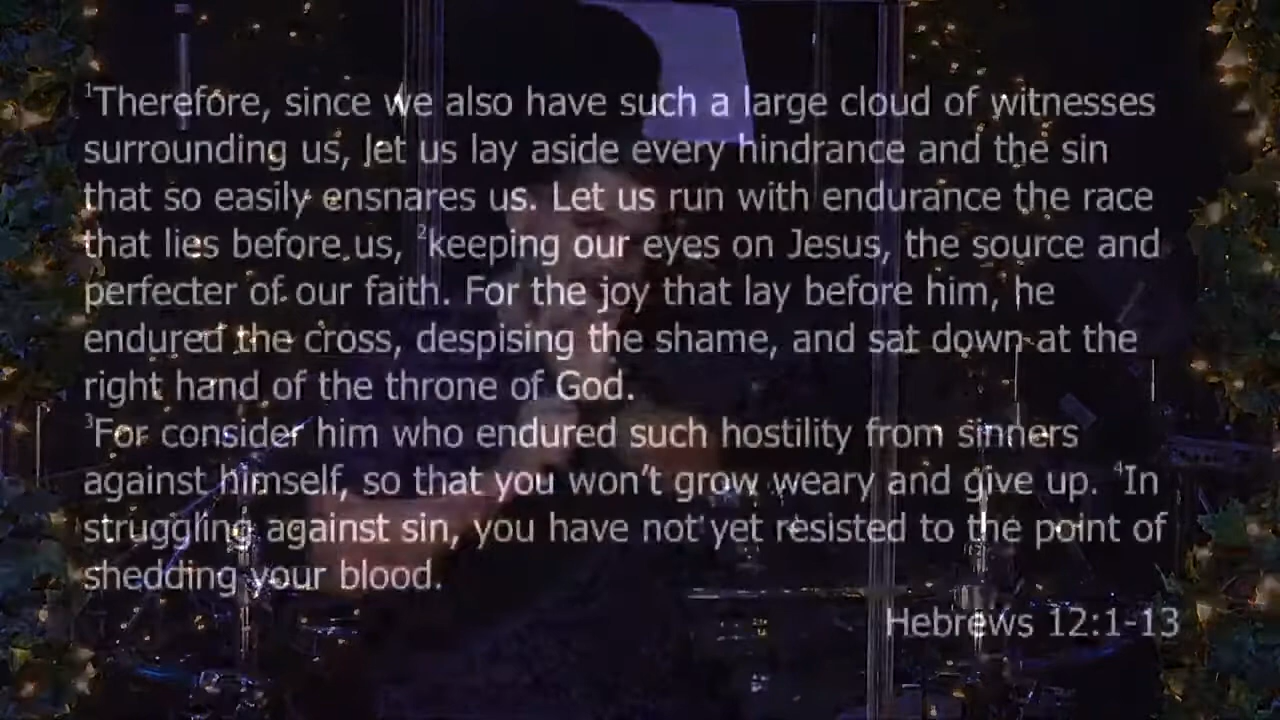 ¹Therefore, since we also have such a large cloud of witnesses
surrounding us, let us lay aside every hindrance and the sin
that so easily ensnares us. Let us run with endurance the race
that lies before us, ²keeping our eyes on Jesus, the source and
perfecter of our faith. For the joy that lay before him, he
endured the cross, despising the shame, and sat down at the
right hand of the throne of God.
³For consider him who endured such hostility from sinners
against himself, so that you won't grow weary and give up. ⁴In
struggling against sin, you have not yet resisted to the point of
shedding your blood.
Hebrews 12:1-13